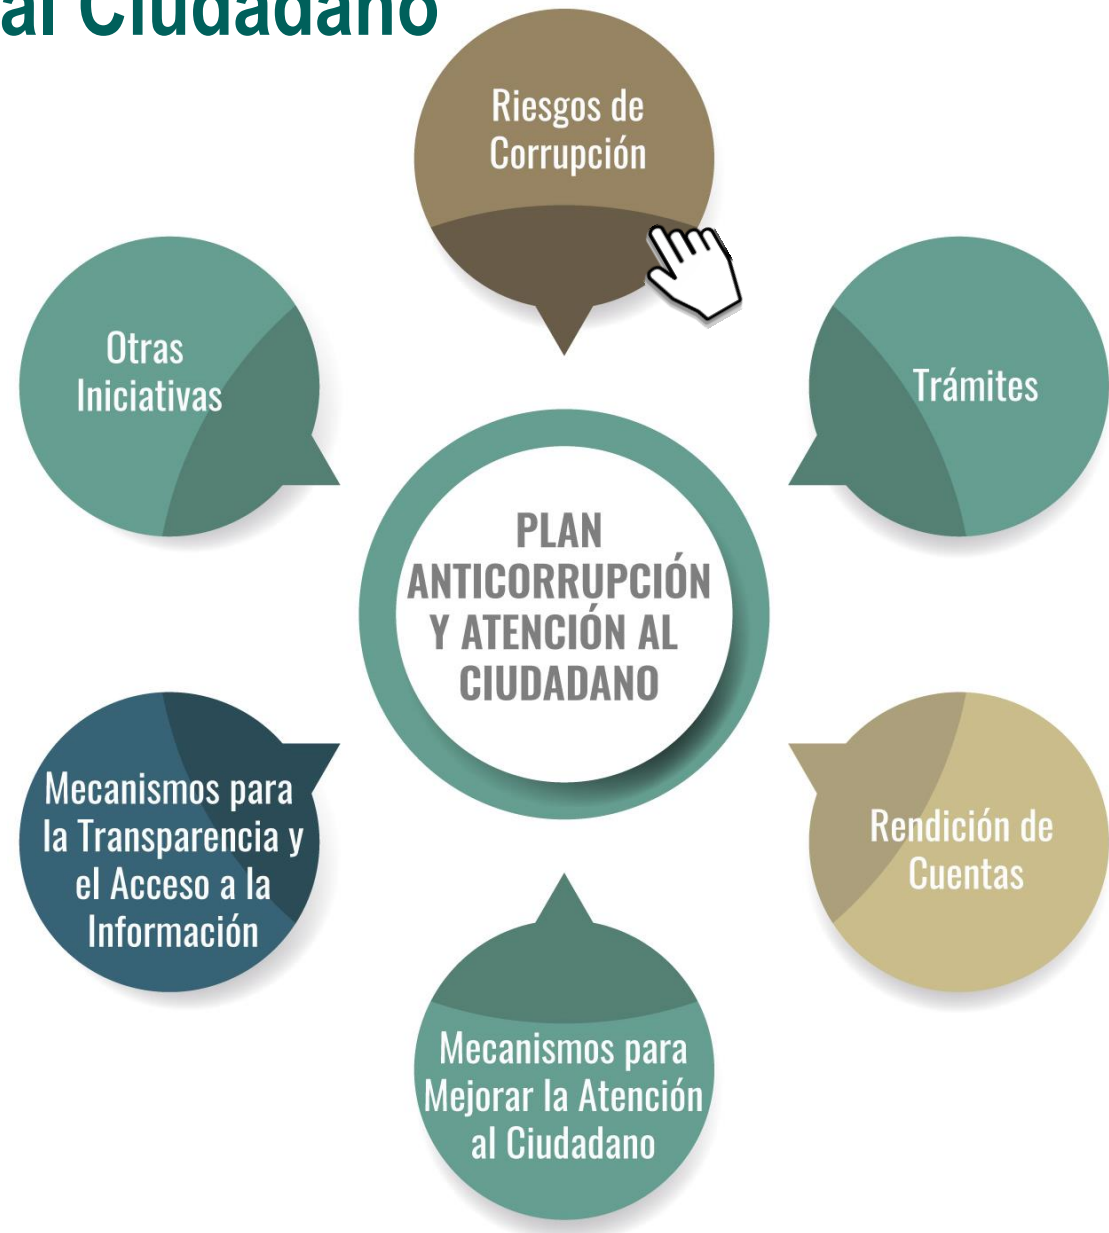 al Ciudadano
Riesgos de
Corrupción
Otras
Iniciativas
Trámites
PLAN
ANTICORRUPCIÓN
Y ATENCIÓN AL
CIUDADANO
Mecanismos para
la Transparencia y
el Acceso a la
Información
Rendición de
Cuentas
Mecanismos para
Mejorar la Atención
al Ciudadano